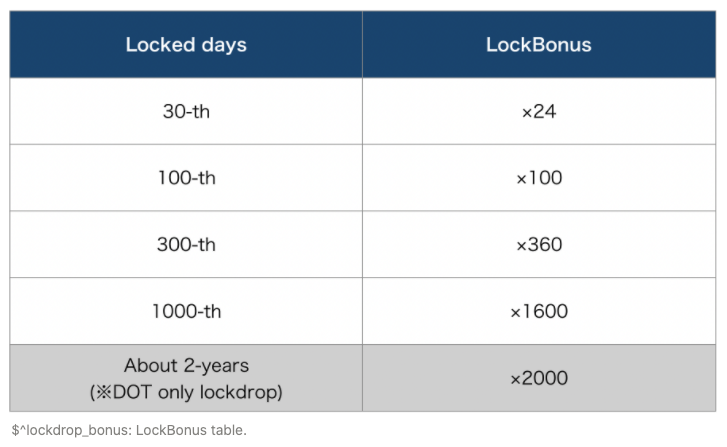 Locked days LockBonus
30-th ×24
100-th ×100
300-th ×360
1000-th ×1600
About 2-years
(※DOT only lockdrop) ×2000
$^lockdrop_bonus: LockBonus table.